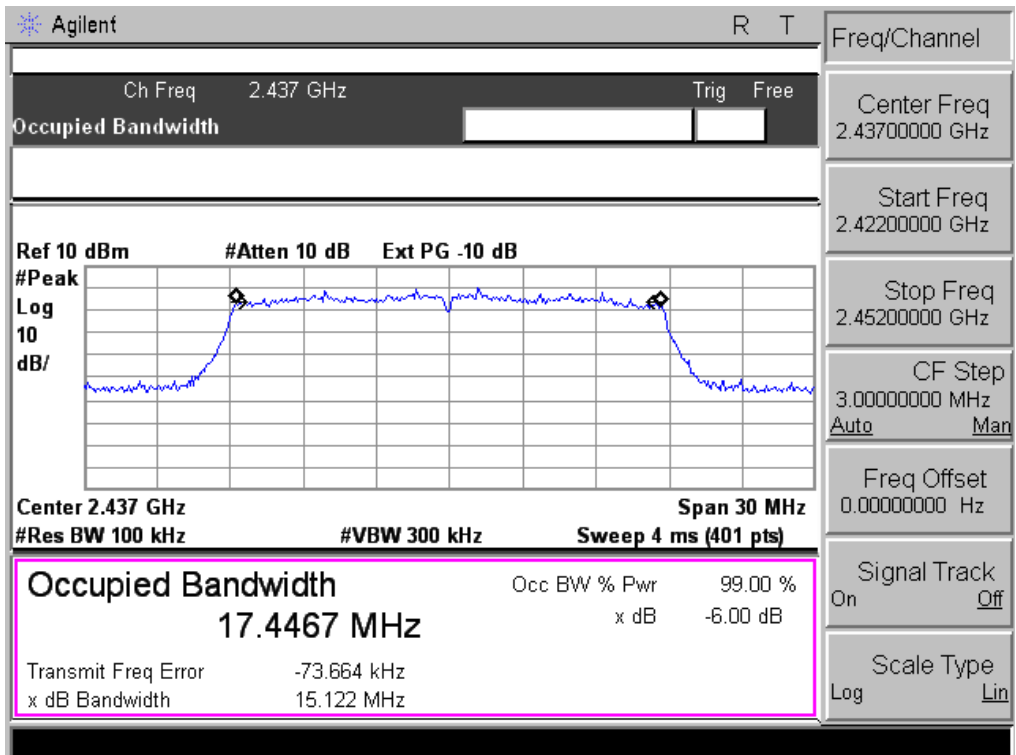 Agilent R T
Ch Freq 2.437 GHz Trig Free
Occupied Bandwidth
Ref 10 dBm #Atten 10 dB Ext PG -10 dB
#Peak
Log
10
dB/
Center 2.437 GHz Span 30 MHz
#Res BW 100 kHz #VBW 300 kHz Sweep 4 ms (401 pts)
Occupied Bandwidth
17.4467 MHz
Occ BW % Pwr 99.00 %
x dB -6.00 dB
Transmit Freq Error -73.664 kHz
x dB Bandwidth 15.122 MHz
Freq/Channel
Center Freq
2.43700000 GHz
Start Freq
2.42200000 GHz
Stop Freq
2.45200000 GHz
CF Step
3.00000000 MHz
Auto Man
Freq Offset
0.00000000 Hz
Signal Track
On Off
Scale Type
Log Lin